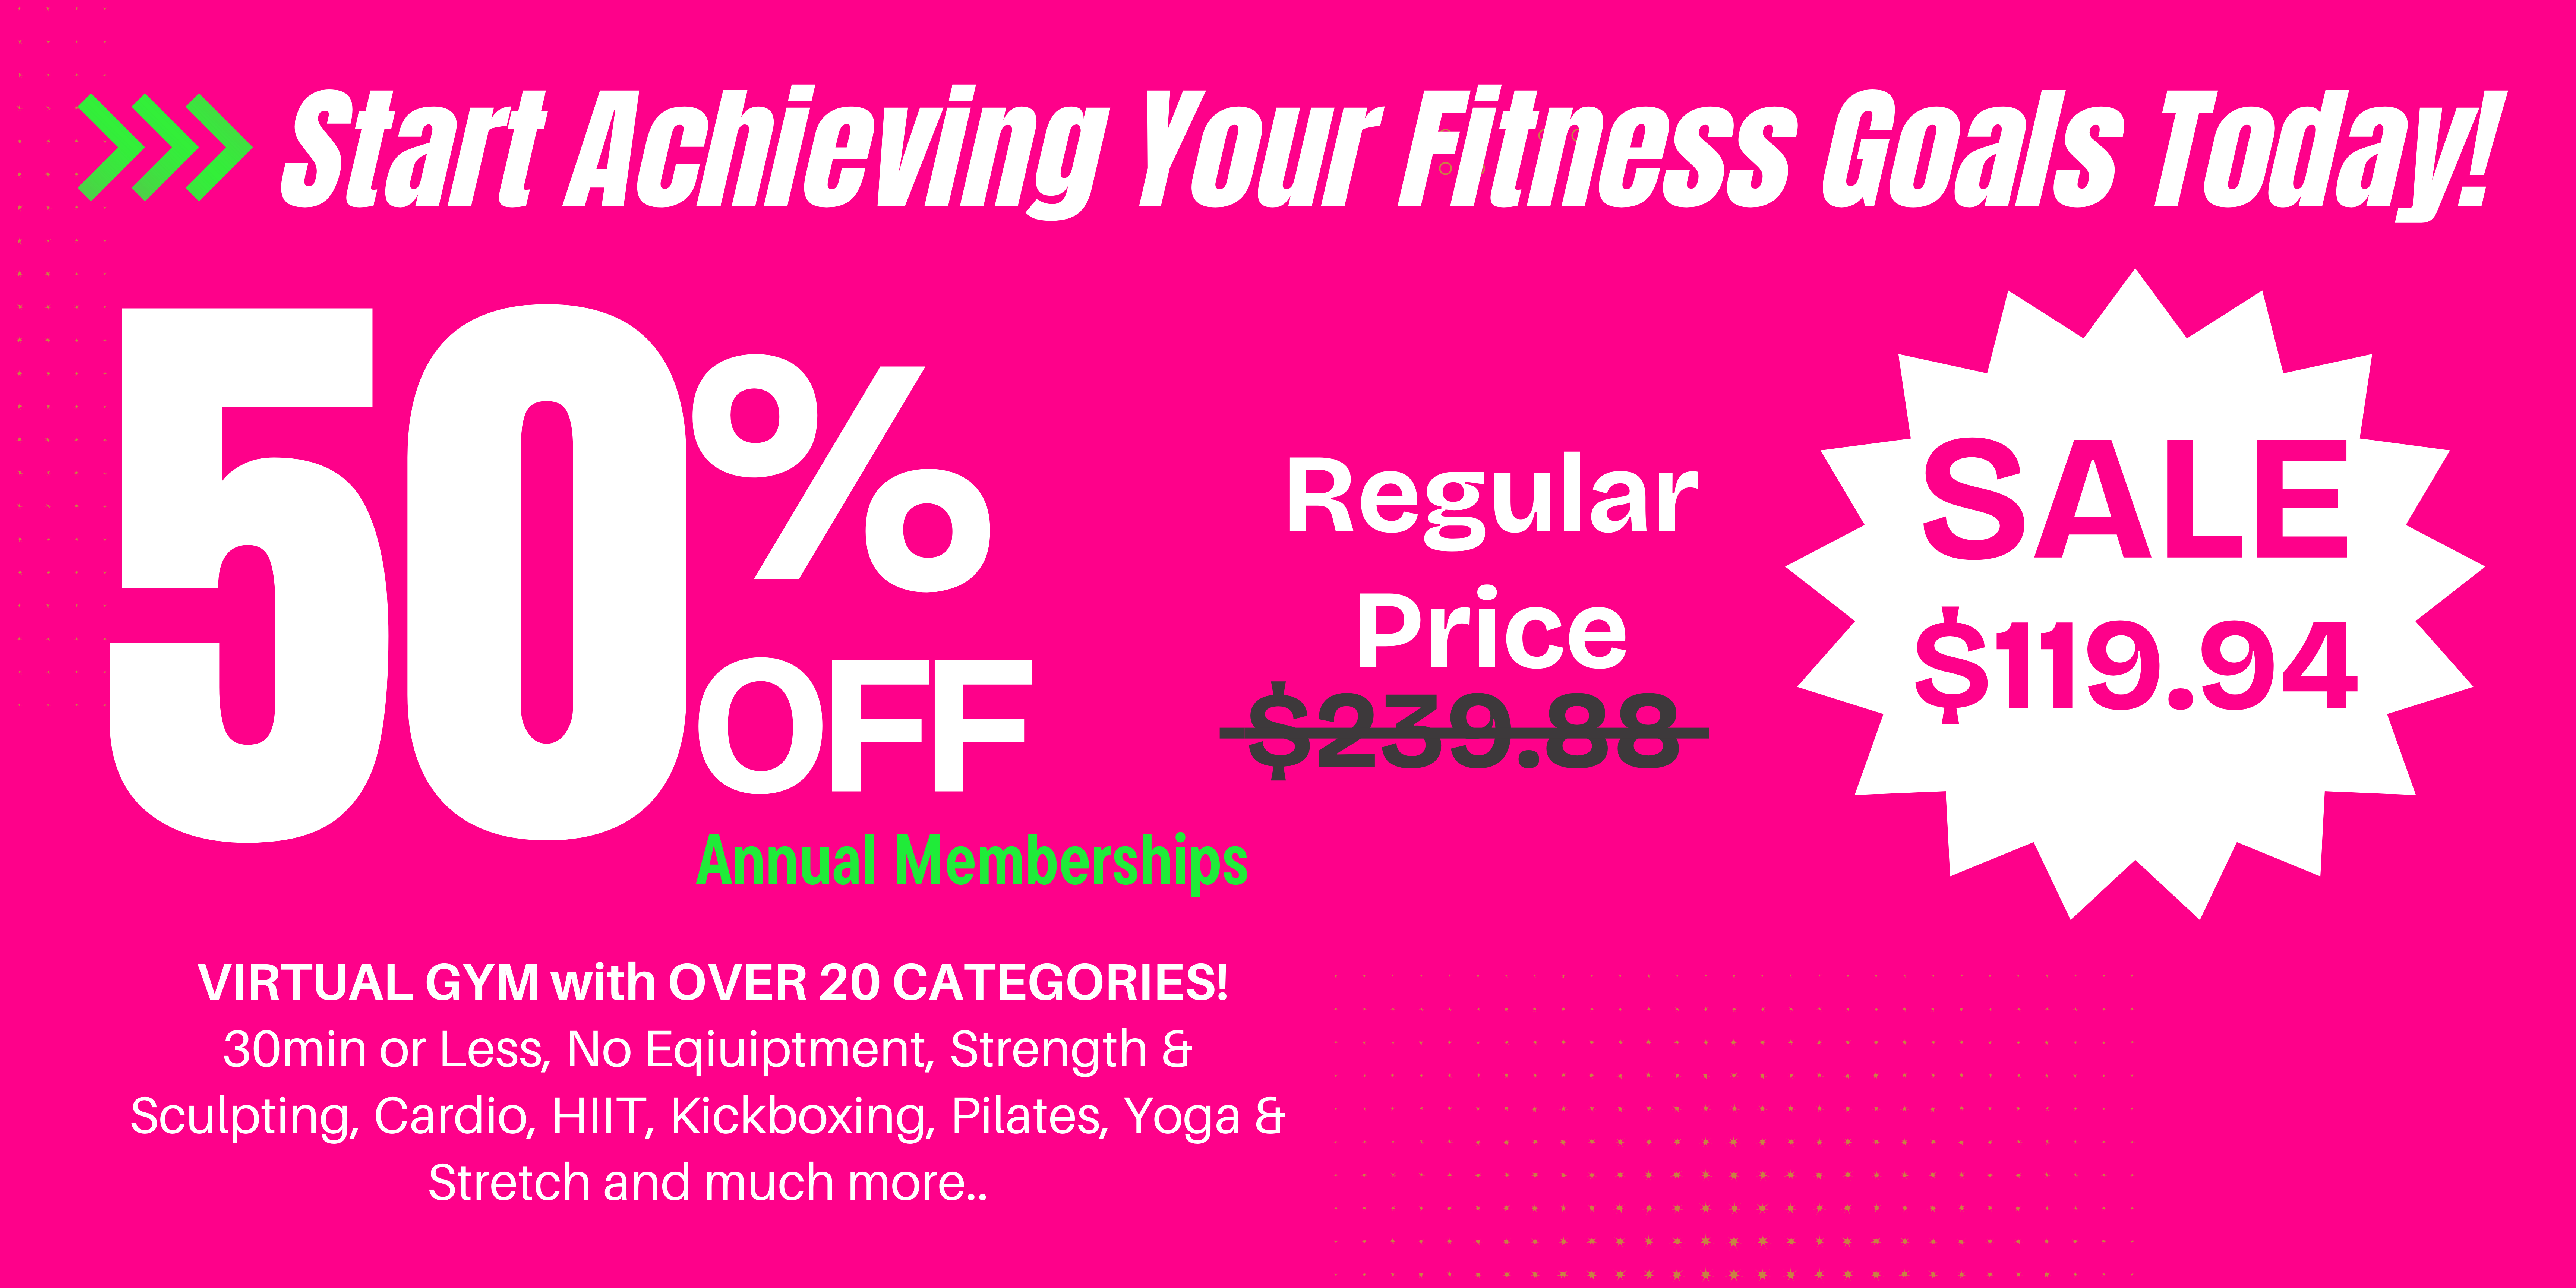 Start Achieving Your Fitness Goals Today!
50%
OFF
Annual Memberships
Regular
Price
$239.88
SALE
$119.94
VIRTUAL GYM with OVER 20 CATEGORIES!
30min or Less, No Eqiuiptment, Strength &
Sculpting, Cardio, HIIT, Kickboxing, Pilates, Yoga &
Stretch and much more..